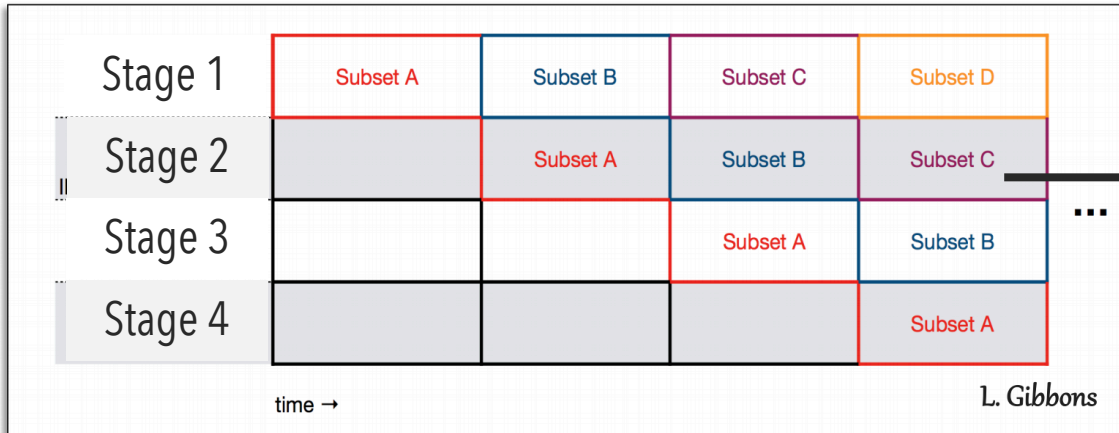 Stage 1 Subset A Subset B Subset C Subset D
Stage 2 Subset A Subset B Subset C
Stage 3 Subset A Subset B
...
Stage 4 Subset A
time →
L. Gibbons